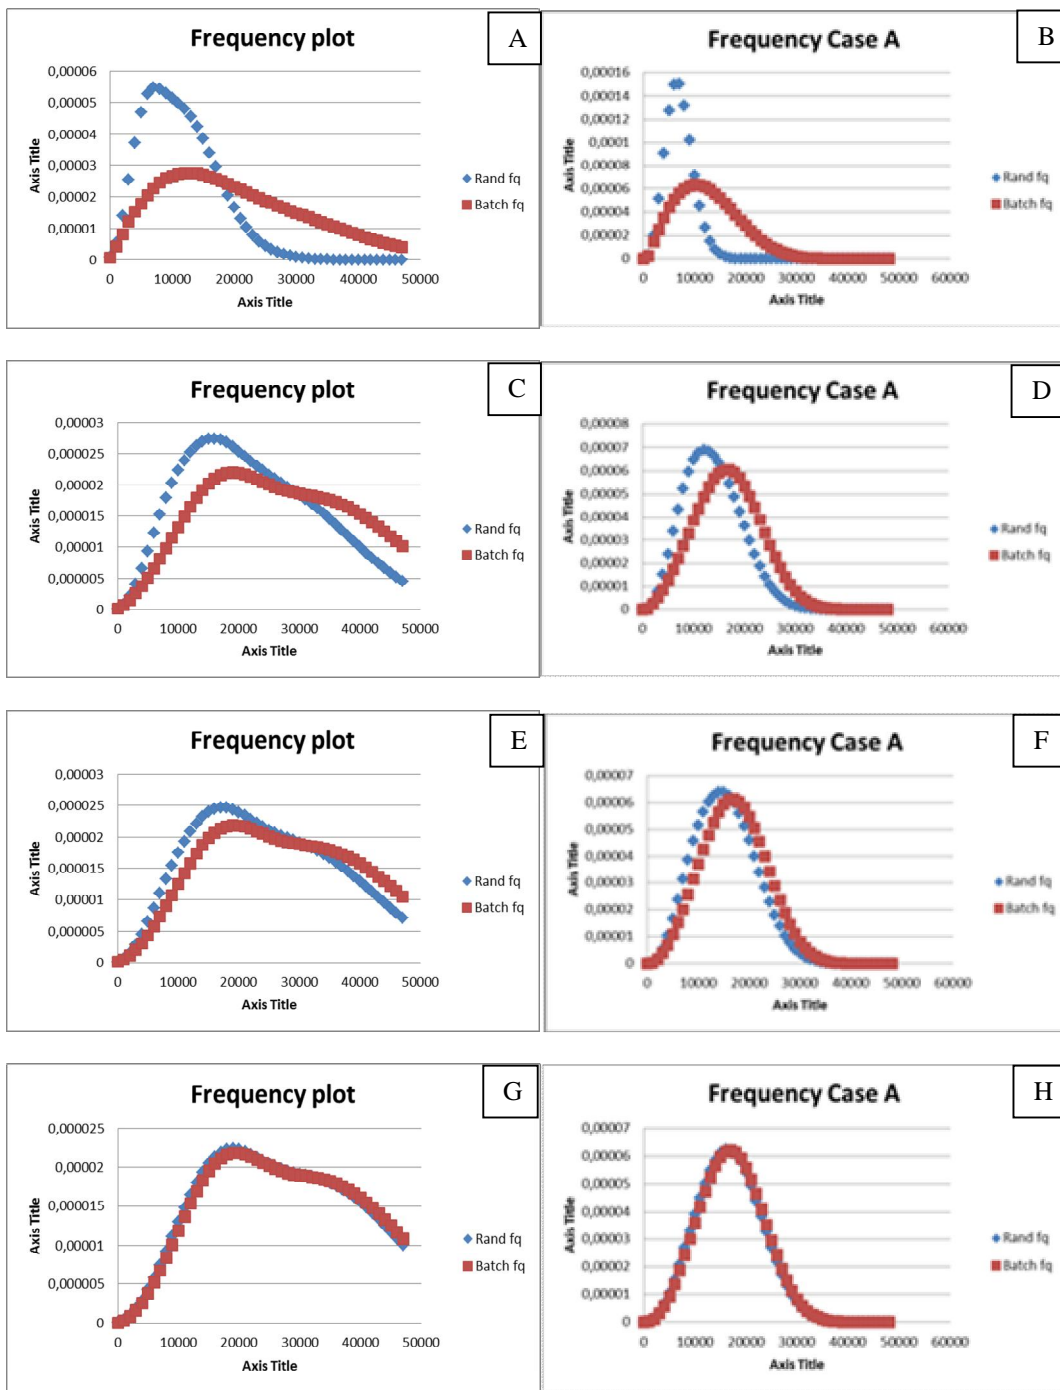 Frequency plot
A
0,00006
0,00005
0,00004
0,00003
0,00002
0,00001
0
0 10000 20000 30000 40000 50000
Axis Title
Axis Title
Rand fq
Batch fq
Frequency Case A
B
0,00016
0,00014
0,00012
0,0001
0,00008
0,00006
0,00004
0,00002
0
0 10000 20000 30000 40000 50000 60000
Axis Title
Axis Title
Rand fq
Batch fq
Frequency plot
C
0,00003
0,000025
0,00002
0,000015
0,00001
0,000005
0
0 10000 20000 30000 40000 50000
Axis Title
Axis Title
Rand fq
Batch fq
Frequency Case A
D
0,00008
0,00007
0,00006
0,00005
0,00004
0,00003
0,00002
0,00001
0
0 10000 20000 30000 40000 50000 60000
Axis Title
Axis Title
Rand fq
Batch fq
Frequency plot
E
0,00003
0,000025
0,00002
0,000015
0,00001
0,000005
0
0 10000 20000 30000 40000 50000
Axis Title
Axis Title
Rand fq
Batch fq
Frequency Case A
F
0,00007
0,00006
0,00005
0,00004
0,00003
0,00002
0,00001
0
0 10000 20000 30000 40000 50000 60000
Axis Title
Axis Title
Rand fq
Batch fq
Frequency plot
G
0,000025
0,00002
0,000015
0,00001
0,000005
0
0 10000 20000 30000 40000 50000
Axis Title
Axis Title
Rand fq
Batch fq
Frequency Case A
H
0,00007
0,00006
0,00005
0,00004
0,00003
0,00002
0,00001
0
0 10000 20000 30000 40000 50000 60000
Axis Title
Axis Title
Rand fq
Batch fq